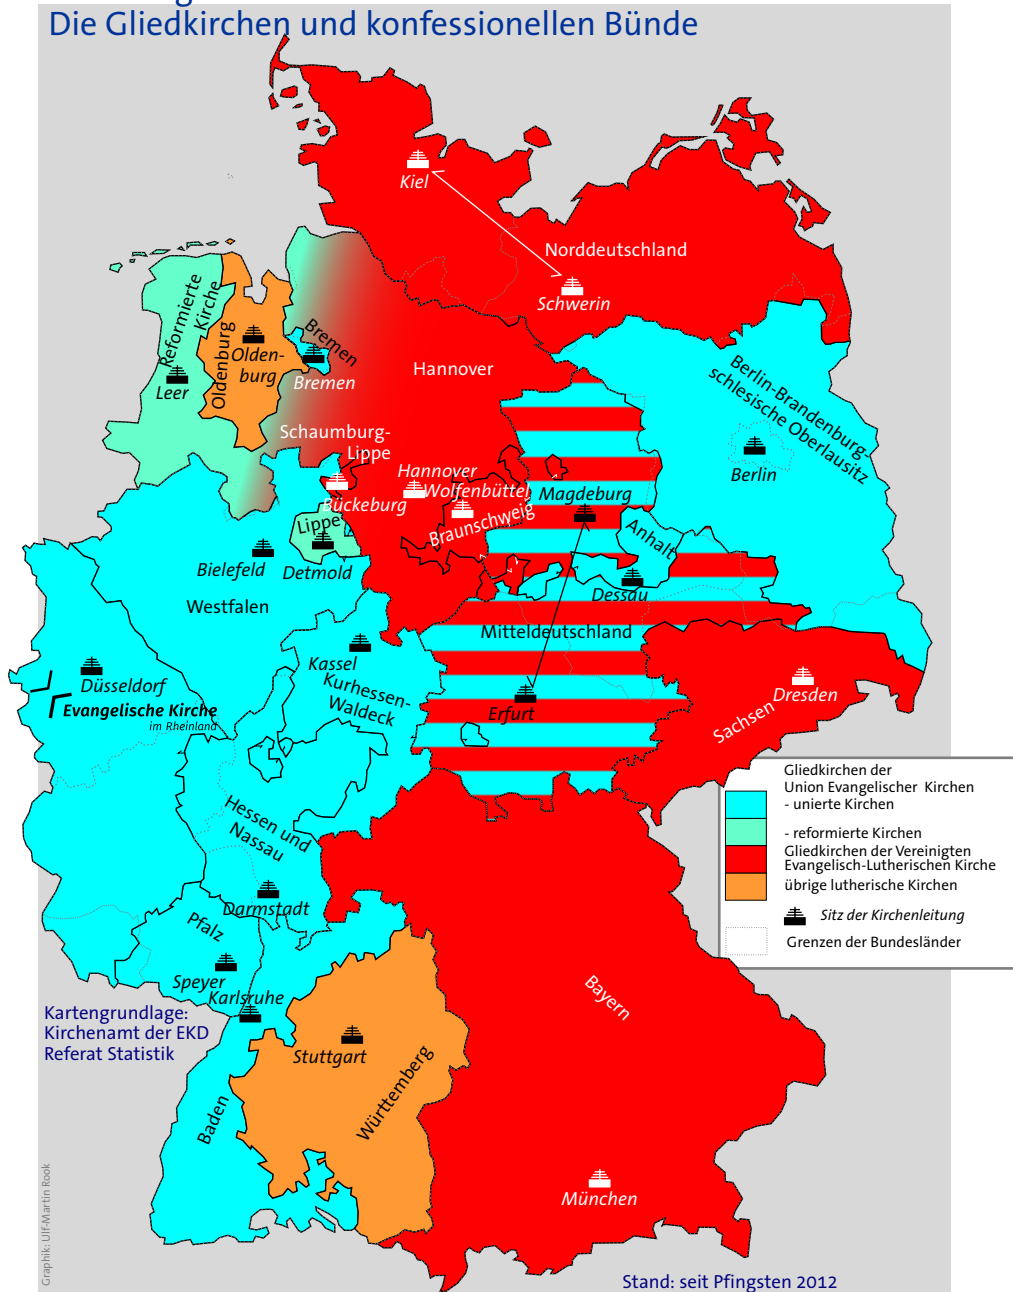 Die Gliedkirchen und konfessionellen Bünde
Kiel
Norddeutschland
Schwerin
Reformierte
Kirche
Leer
Oldenburg
Olden-
burg
Bremen
Bremen
Hannover
Schaumburg-
Lippe
Hannover
Wolfenbüttel
Bückeburg
Braunschweig
Magdeburg
Berlin-Brandenburg-
schlesische Oberlausitz
Berlin
Lippe
Detmold
Bielefeld
Westfalen
Anhalt
Dessau
Mitteldeutschland
Kassel
Kurhessen-
Waldeck
Düsseldorf
Evangelische Kirche
im Rheinland
Erfurt
Dresden
Sachsen
Hessen und
Nassau
Darmstadt
Pfalz
Speyer
Karlsruhe
Gliedkirchen der
Union Evangelischer Kirchen
- unierte Kirchen
- reformierte Kirchen
Gliedkirchen der Vereinigten
Evangelisch-Lutherischen Kirche
übrige lutherische Kirchen
Sitz der Kirchenleitung
Grenzen der Bundesländer
Kartengrundlage:
Kirchenamt der EKD
Referat Statistik
Stuttgart
Württemberg
Baden
Bayern
München
Graphik: Ulf-Martin Rook
Stand: seit Pfingsten 2012